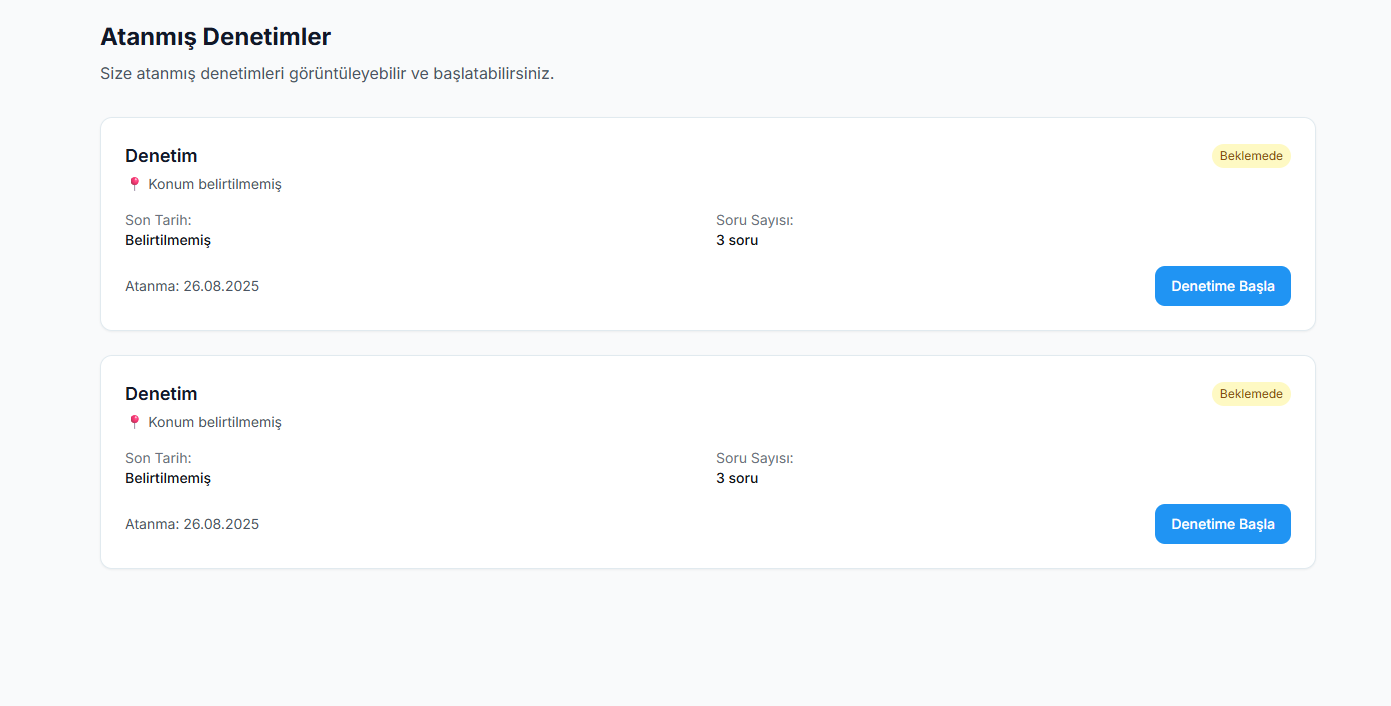 Atanmış Denetimler
Size atanmış denetimleri görüntüleyebilir ve başlatabilirsiniz.
Denetim
Beklemede
Konum belirtilmemiş
Son Tarih:
Soru Sayısı:
Belirtilmemiş
3 soru
Atanma: 26.08.2025
Denetime Başla
Denetim
Beklemede
Konum belirtilmemiş
Son Tarih:
Soru Sayısı:
Belirtilmemiş
3 soru
Atanma: 26.08.2025
Denetime Başla